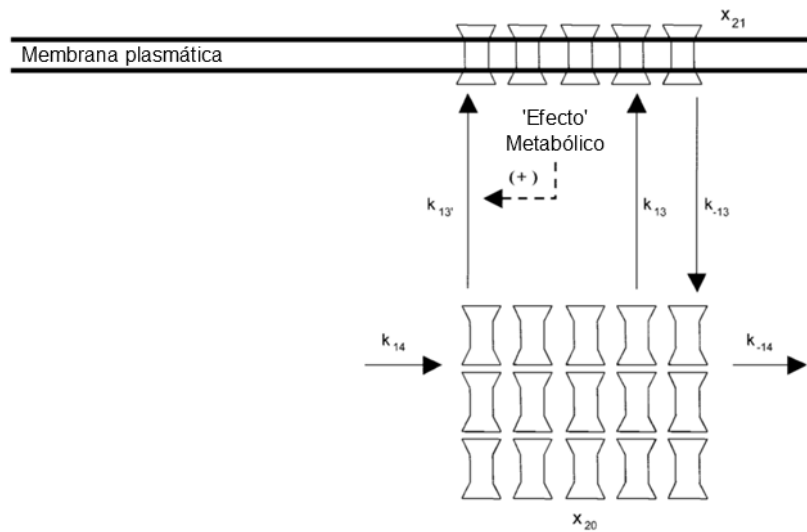 x21
Membrana plasmática
'Efecto'
Metabólico
(+)
k13'
k13
k-13
k14
k-14
x20